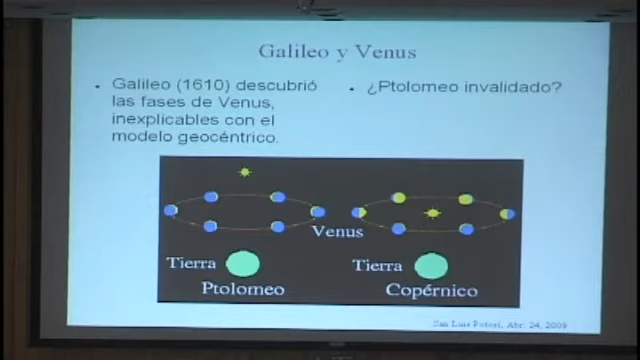 Galileo y Venus
• Galileo (1610) descubrió
las fases de Venus,
inexplicables con el
modelo geocéntrico.
• ¿Ptolomeo invalidado?
Venus
Tierra
Ptolomeo
Tierra
Copérnico
San Luis Potosí, Abr. 24, 2009